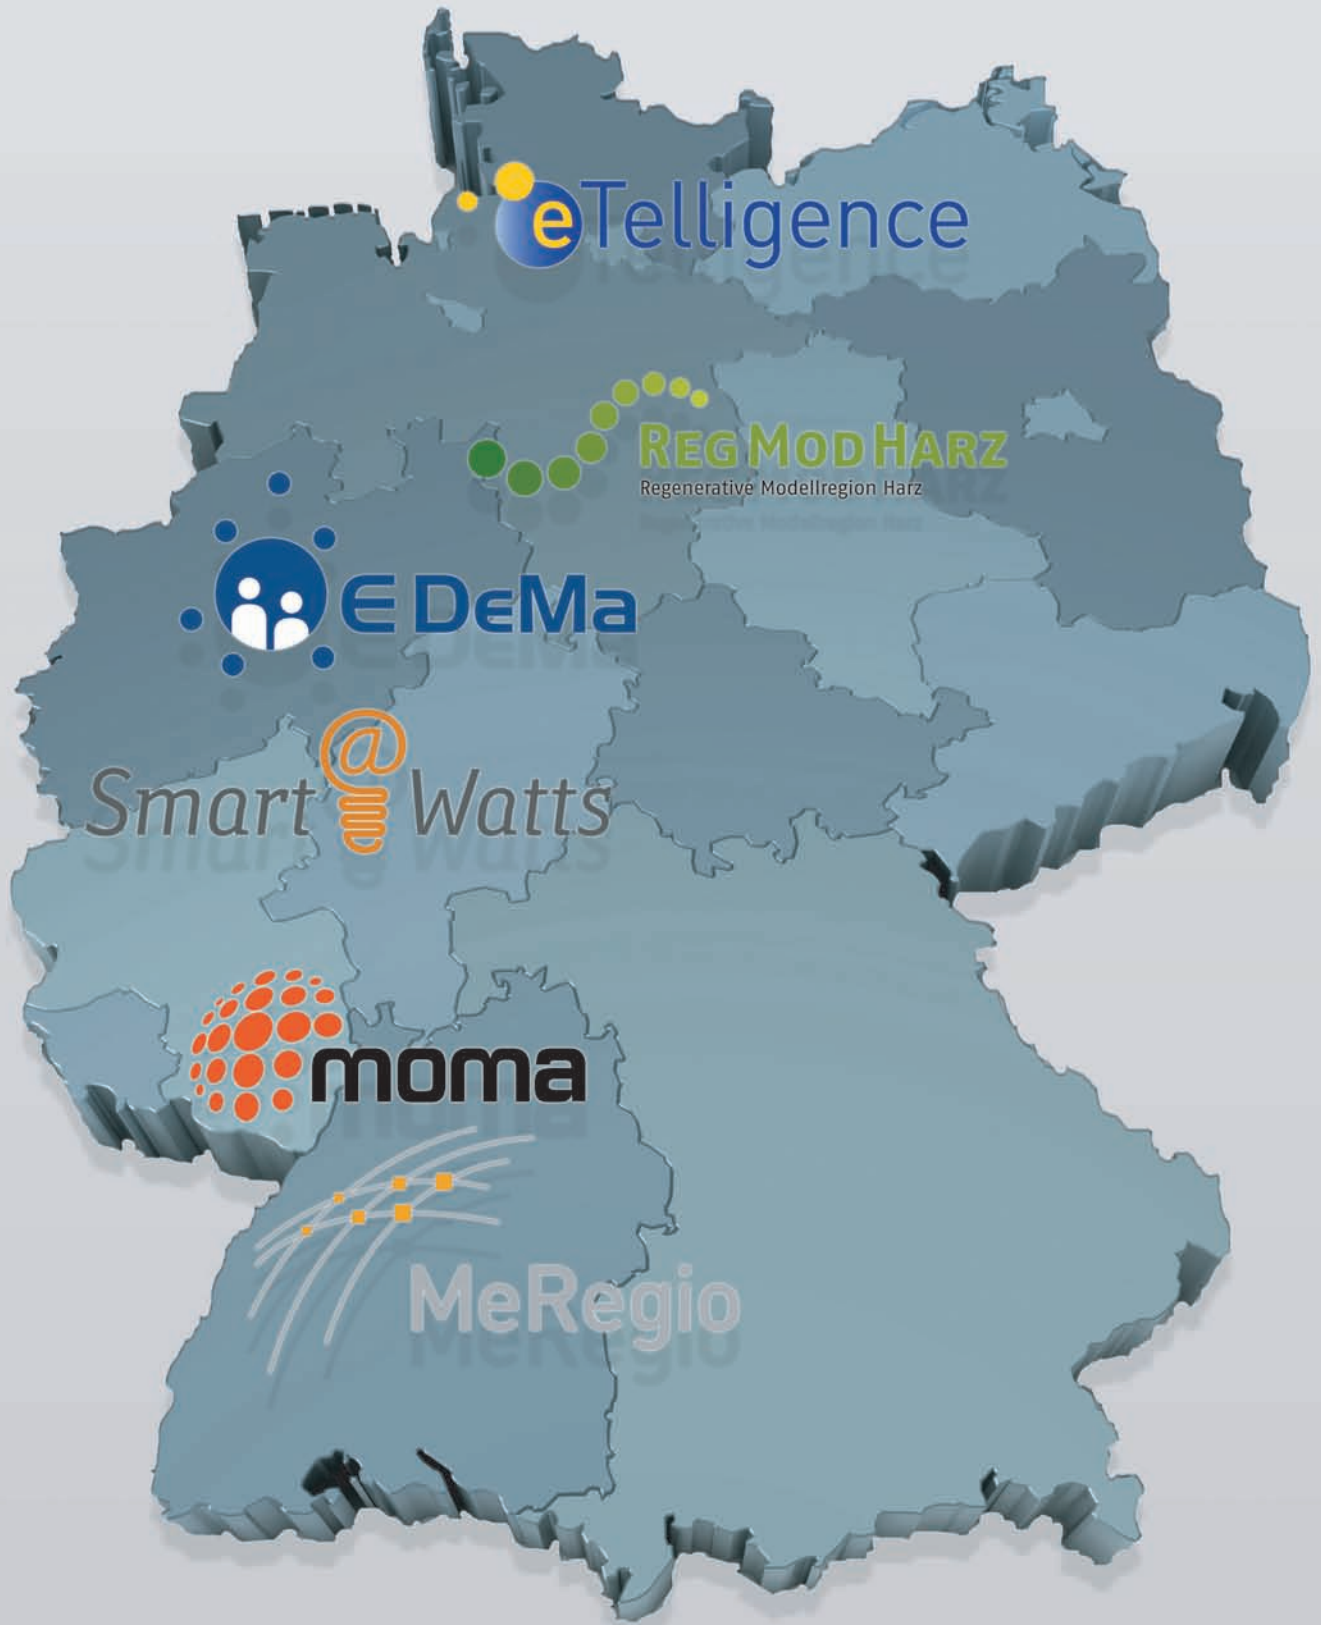 eTelligence
REGMODHARZ
Regenerative Modellregion Harz
E DeMa
Smart@Watts
moma
MeRegio